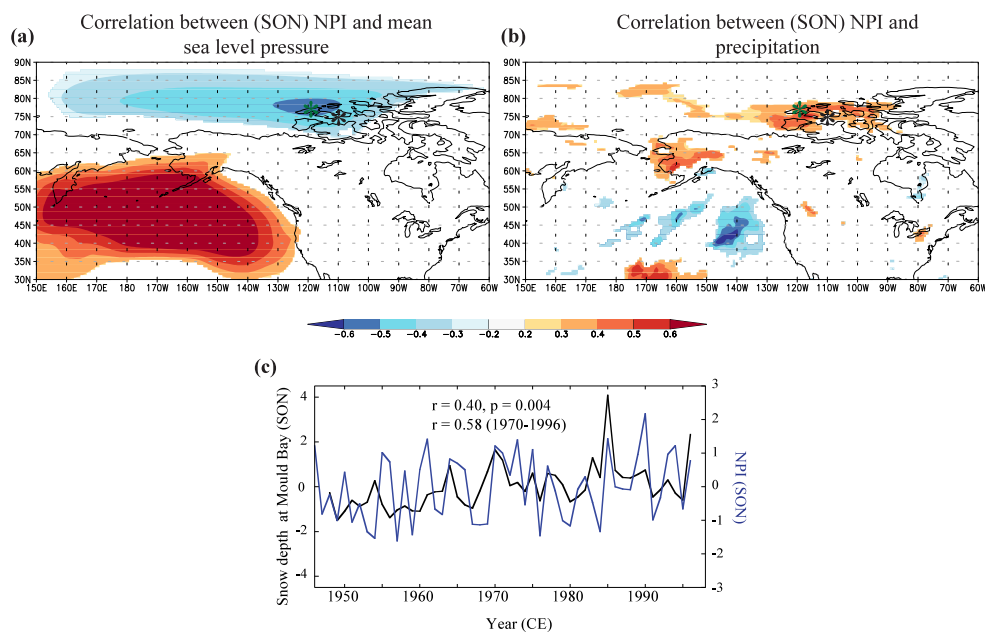 Correlation between (SON) NPI and mean
sea level pressure
(a)
90N
85N
80N
75N
70N
65N
60N
55N
50N
45N
40N
35N
30N
150E 160E 170E 180 170W 160W 150W 140W 130W 120W 110W 100W 90W 80W 70W 60W
Correlation between (SON) NPI and
precipitation
(b)
90N
85N
80N
75N
70N
65N
60N
55N
50N
45N
40N
35N
30N
150E 160E 170E 180 170W 160W 150W 140W 130W 120W 110W 100W 90W 80W 70W 60W
-0.6 -0.5 -0.4 -0.3 -0.2 0.2 0.3 0.4 0.5 0.6
(c)
Snow depth at Mould Bay (SON)
4
2
0
-2
-4
r = 0.40, p = 0.004
r = 0.58 (1970-1996)
3
2
1
0
-1
-2
-3
NPI (SON)
1950 1960 1970 1980 1990
Year (CE)